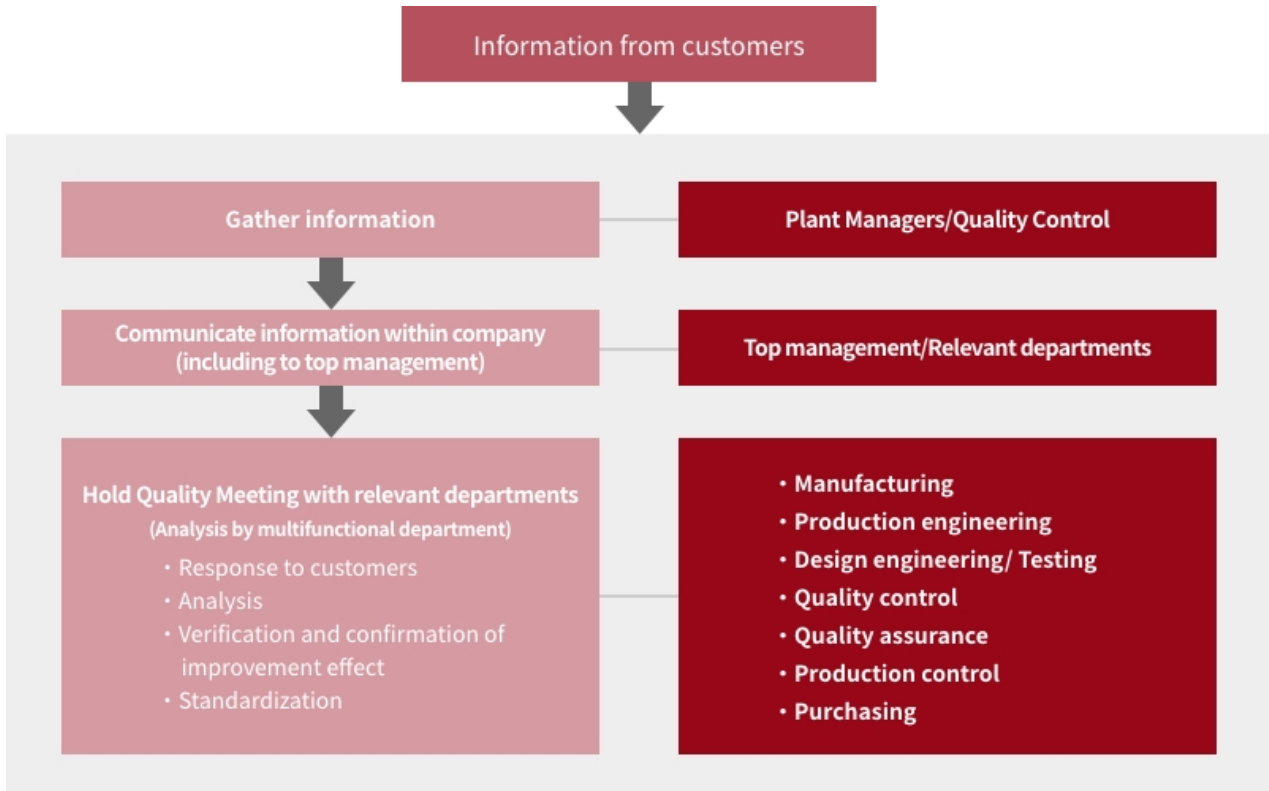 Information from customers
Gather information
Plant Managers/Quality Control
Communicate information within company
(including to top management)
Top management/Relevant departments
Hold Quality Meeting with relevant departments
(Analysis by multifunctional department)
・Response to customers
・Analysis
・Verification and confirmation of
improvement effect
・Standardization
・Manufacturing
・Production engineering
・Design engineering/ Testing
・Quality control
・Quality assurance
・Production control
・Purchasing